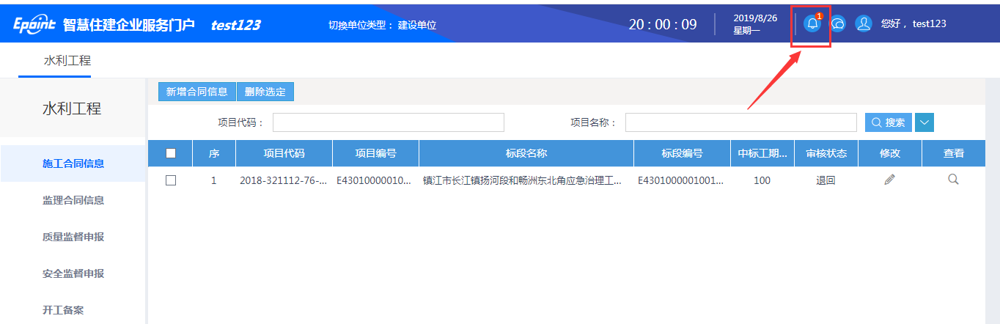 Epoint 智慧住建企业服务门户 test123 切换单位类型： 建设单位 20 : 00 : 09 2019/8/26 星期一 1 您好， test123
水利工程
水利工程
施工合同信息
监理合同信息
质量监督申报
安全监督申报
开工备案
新增合同信息 删除选定
项目代码： 项目名称： 搜索
序 项目代码 项目编号 标段名称 标段编号 中标工期... 审核状态 修改 查看
1 2018-321112-76-... E43010000010... 镇江市长江镇扬河段和畅洲东北角应急治理工... E4301000001001... 100 退回